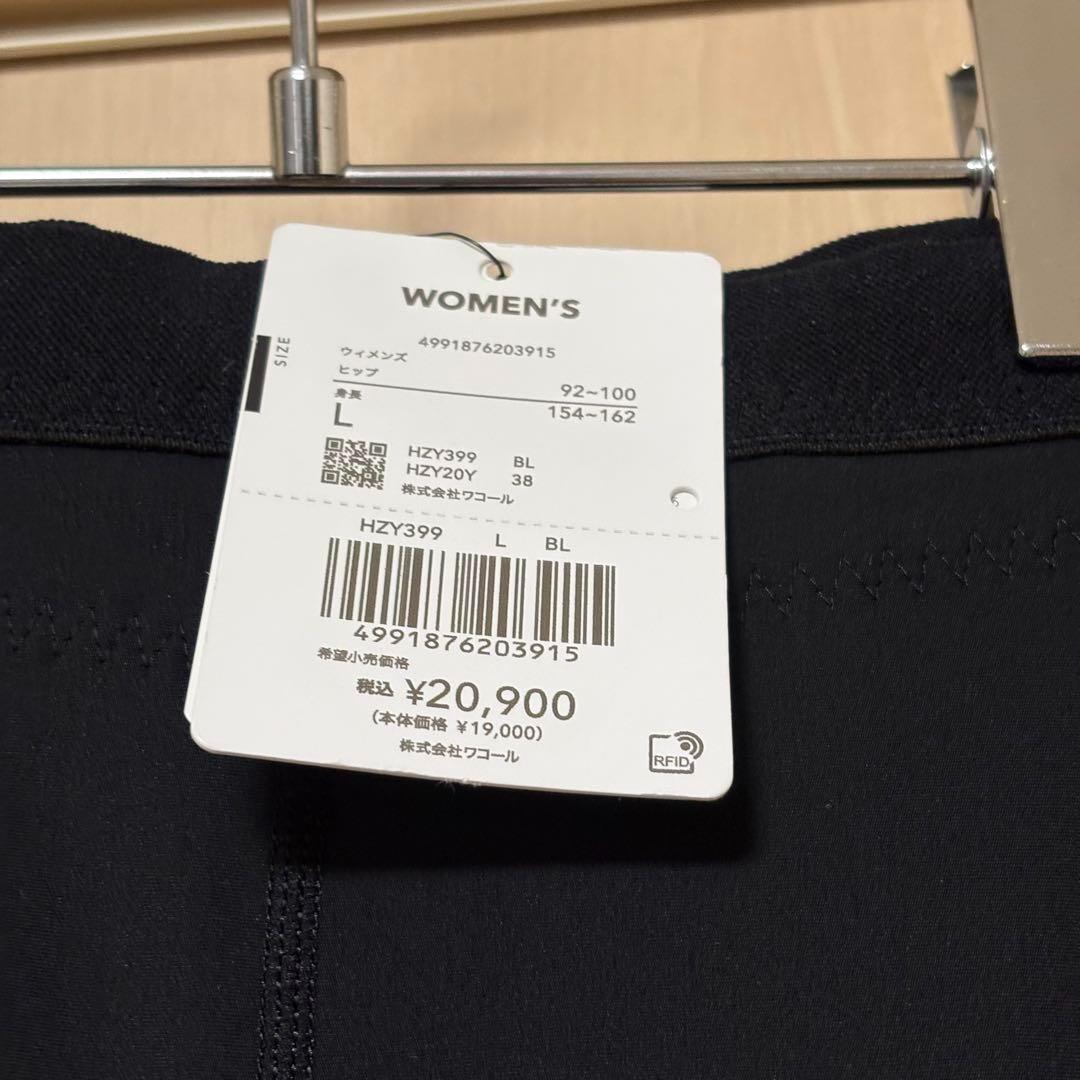 WOMEN'S
SIZE
4991876203915
ウィメンズ
ヒップ 92~100
身長 154~162
L
HZY399 BL
HZY20Y 38
株式会社ワコール
HZY399 L BL
4991876203915
希望小売価格
税込 ¥20,900
(本体価格 ¥19,000)
株式会社ワコール
RFID